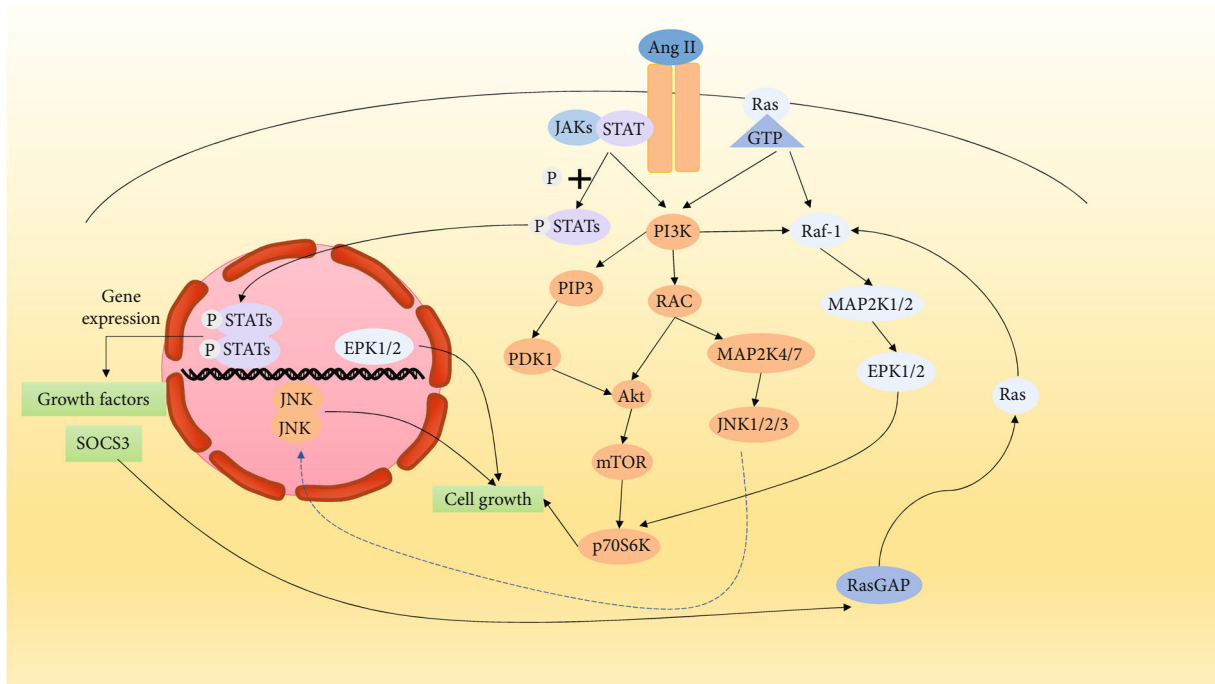 Ang II
Ras
GTP
JAKs
STAT
P
P
STATs
PI3K
Raf-1
PIP3
RAC
MAP2K1/2
Gene
expression
P
STATs
P
STATs
EPK1/2
PDK1
MAP2K4/7
EPK1/2
Growth factors
JNK
JNK
Akt
Ras
JNK1/2/3
SOCS3
mTOR
Cell growth
p70S6K
RasGAP